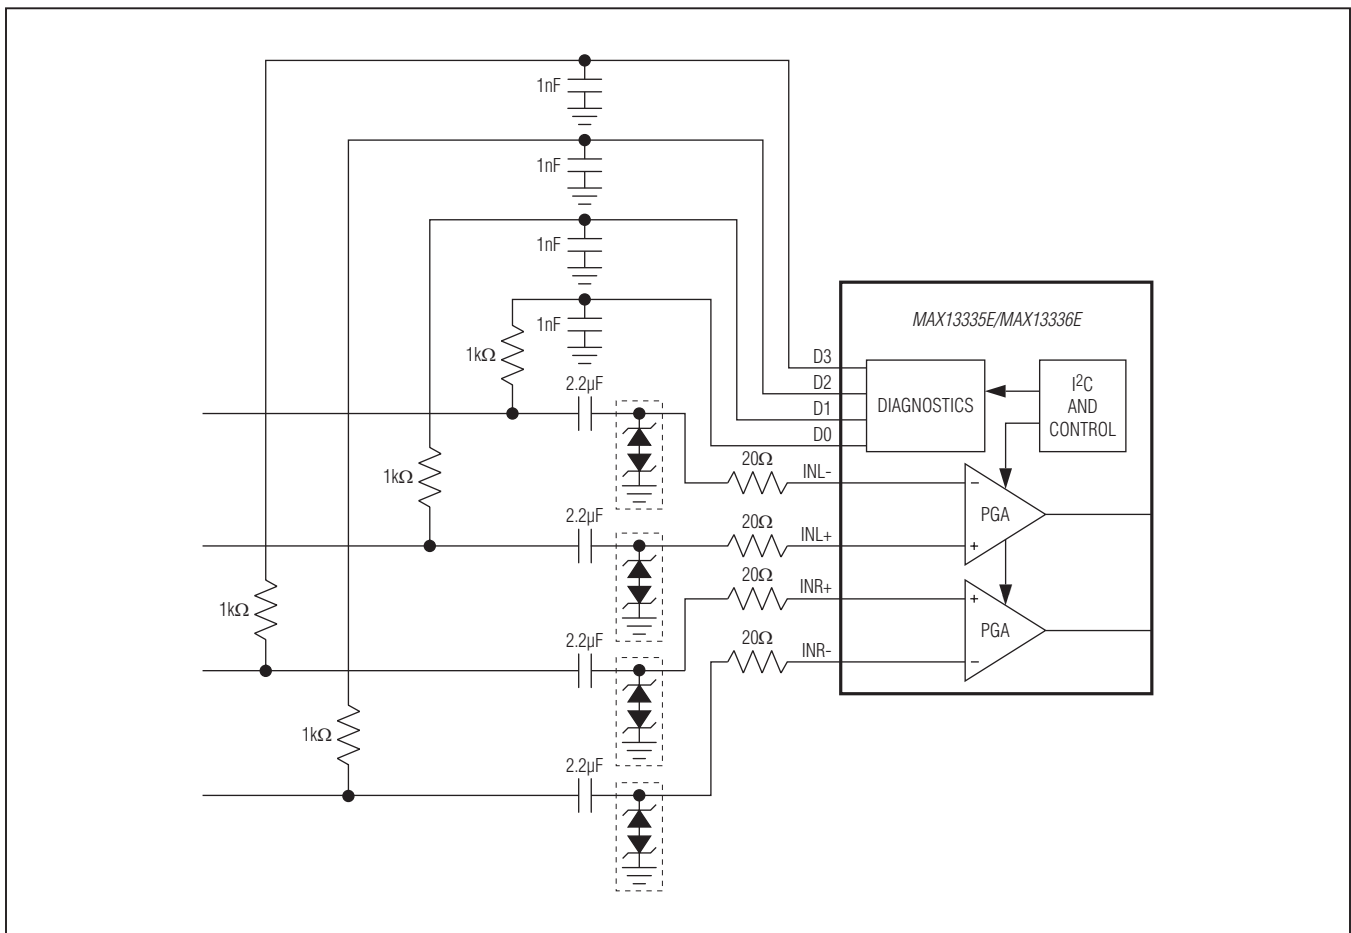 1nF
1nF
1nF
1nF
MAX13335E/MAX13336E
1kΩ
D3
D2
D1
D0
DIAGNOSTICS
I²C
AND
CONTROL
2.2µF
1kΩ
20Ω
INL-
−
PGA
2.2µF
20Ω
INL+
+
20Ω
INR+
+
1kΩ
PGA
2.2µF
20Ω
INR-
−
1kΩ
2.2µF